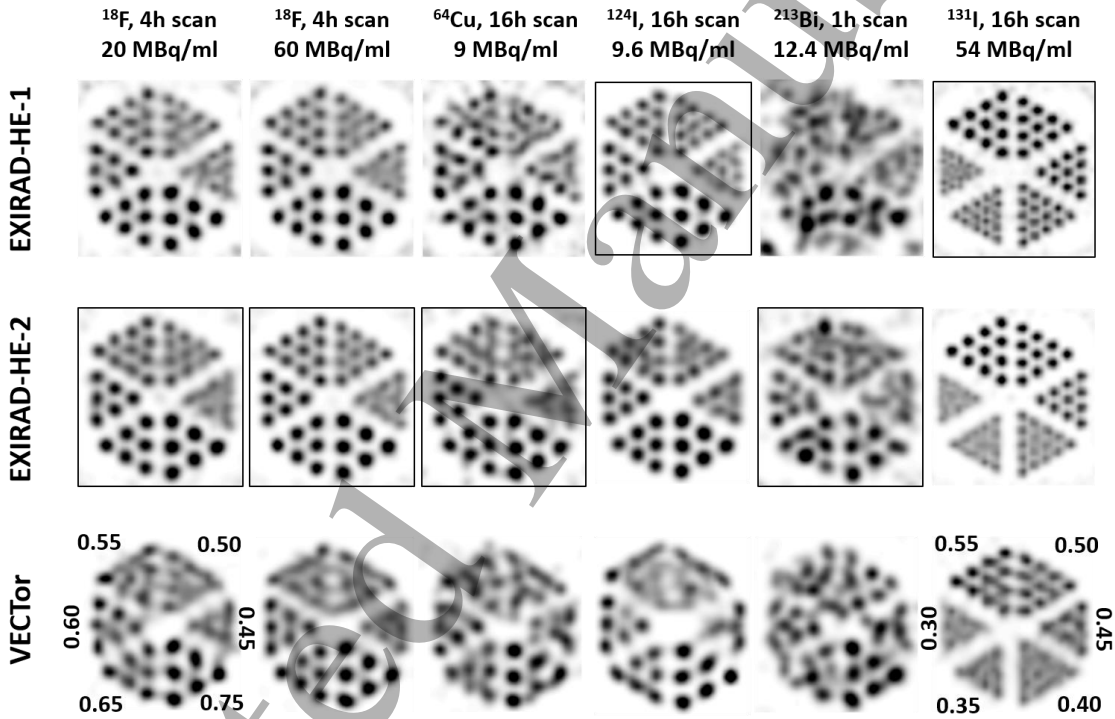 ¹⁸F, 4h scan ¹⁸F, 4h scan ⁶⁴Cu, 16h scan ¹²⁴I, 16h scan ²¹³Bi, 1h scan ¹³¹I, 16h scan
20 MBq/ml 60 MBq/ml 9 MBq/ml 9.6 MBq/ml 12.4 MBq/ml 54 MBq/ml
EXIRAD-HE-1
EXIRAD-HE-2
VECTor
0.55 0.50 0.55 0.50
0.60 0.45 0.30 0.45
0.65 0.75 0.35 0.40
ted Manu